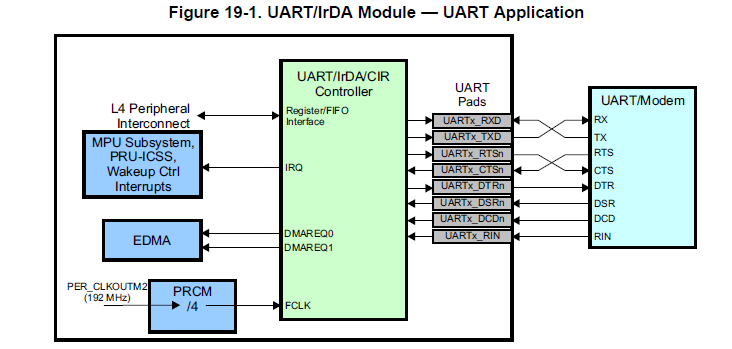 Figure 19-1. UART/IrDA Module — UART Application
UART/IrDA/CIR
Controller
Register/FIFO
Interface
IRQ
DMAREQ0
DMAREQ1
FCLK
L4 Peripheral
Interconnect
MPU Subsystem,
PRU-ICSS,
Wakeup Ctrl
Interrupts
EDMA
PER_CLKOUTM2
(192 MHz)
PRCM
/4
UART
Pads
UARTx_RXD
UARTx_TXD
UARTx_RTSn
UARTx_CTSn
UARTx_DTRn
UARTx_DSRn
UARTx_DCDn
UARTx_RIN
UART/Modem
RX
TX
RTS
CTS
DTR
DSR
DCD
RIN